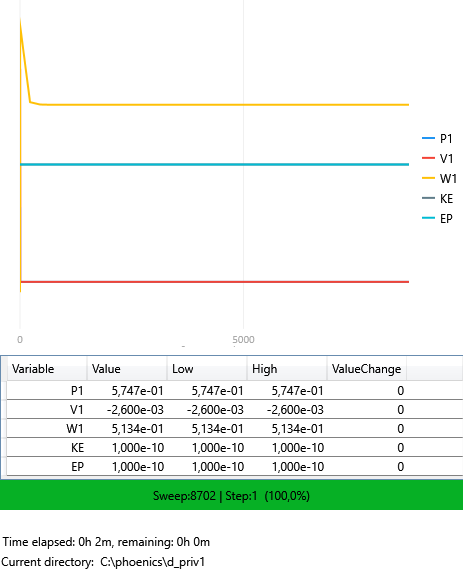 P1
V1
W1
KE
EP
0 5000
Variable Value Low High ValueChange
P1 5,747e-01 5,747e-01 5,747e-01 0
V1 -2,600e-03 -2,600e-03 -2,600e-03 0
W1 5,134e-01 5,134e-01 5,134e-01 0
KE 1,000e-10 1,000e-10 1,000e-10 0
EP 1,000e-10 1,000e-10 1,000e-10 0
Sweep:8702 | Step:1 (100,0%)
Time elapsed: 0h 2m, remaining: 0h 0m
Current directory: C:\phoenics\d_priv1